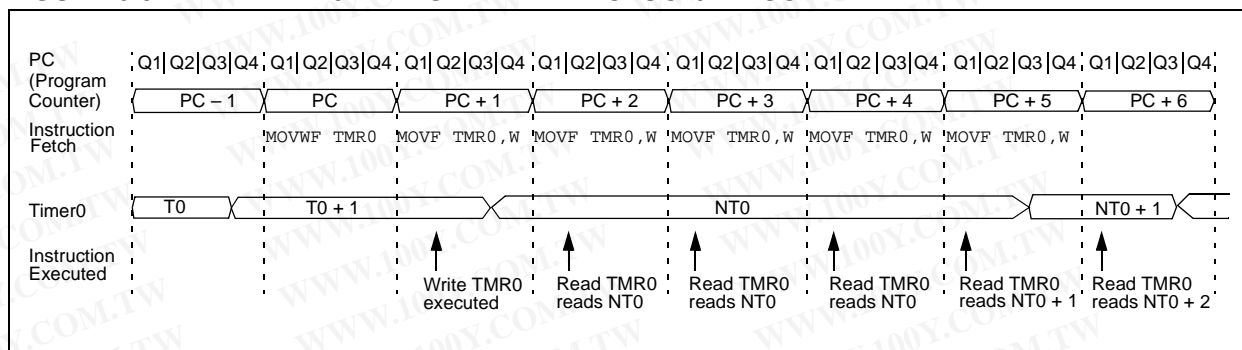 PC (Program Counter)
Q1 Q2 Q3 Q4 Q1 Q2 Q3 Q4 Q1 Q2 Q3 Q4 Q1 Q2 Q3 Q4 Q1 Q2 Q3 Q4 Q1 Q2 Q3 Q4 Q1 Q2 Q3 Q4 Q1 Q2 Q3 Q4
PC – 1 PC PC + 1 PC + 2 PC + 3 PC + 4 PC + 5 PC + 6
Instruction Fetch
MOVWF TMR0 MOVF TMR0,W MOVF TMR0,W MOVF TMR0,W MOVF TMR0,W MOVF TMR0,W
Timer0
T0 T0 + 1 NT0 NT0 + 1
Instruction Executed
Write TMR0 executed
Read TMR0 reads NT0
Read TMR0 reads NT0
Read TMR0 reads NT0
Read TMR0 reads NT0 + 1
Read TMR0 reads NT0 + 2
WWW.100Y.COM.TW